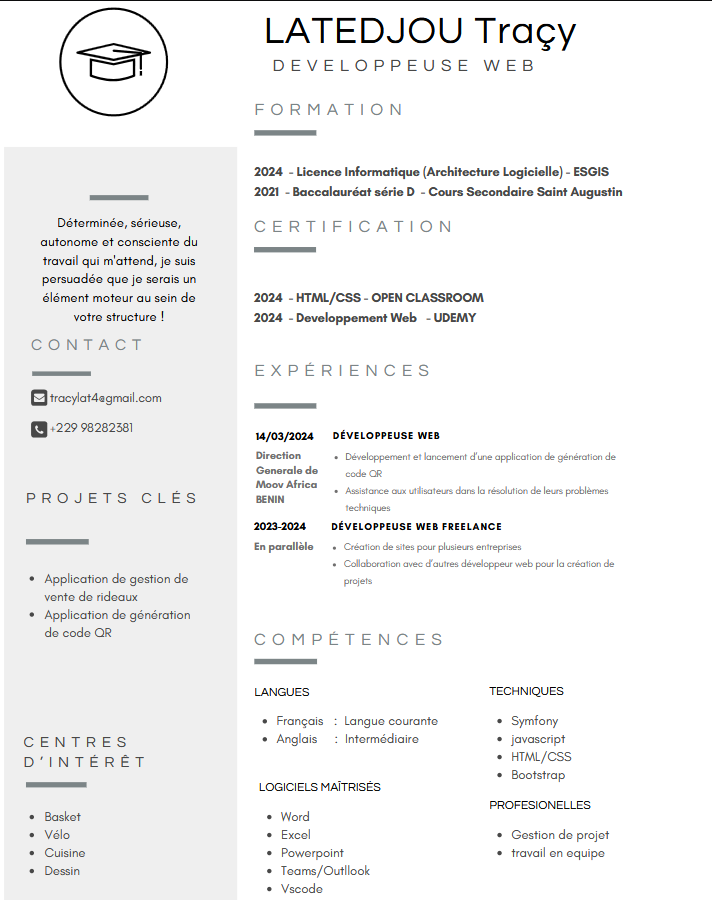 LATEDJOU Traçy
DEVELOPPEUSE WEB
Déterminée, sérieuse,
autonome et consciente du
travail qui m'attend, je suis
persuadée que je serais un
élément moteur au sein de
votre structure !
CONTACT
tracylat4@gmail.com
+229 98282381
PROJETS CLÉS
Application de gestion de
vente de rideaux
Application de génération
de code QR
CENTRES
D'INTÉRÊT
Basket
Vélo
Cuisine
Dessin
FORMATION
2024 - Licence Informatique (Architecture Logicielle) - ESGIS
2021 - Baccalauréat série D - Cours Secondaire Saint Augustin
CERTIFICATION
2024 - HTML/CSS - OPEN CLASSROOM
2024 - Developpement Web - UDEMY
EXPÉRIENCES
14/03/2024
Direction
Generale de
Moov Africa
BENIN
DÉVELOPPEUSE WEB
Développement et lancement d'une application de génération de
code QR
Assistance aux utilisateurs dans la résolution de leurs problèmes
techniques
2023-2024
En parallèle
DÉVELOPPEUSE WEB FREELANCE
Création de sites pour plusieurs entreprises
Collaboration avec d'autres développeur web pour la création de
projets
COMPÉTENCES
LANGUES
Français : Langue courante
Anglais : Intermédiaire
LOGICIELS MAÎTRISÉS
Word
Excel
Powerpoint
Teams/Outllook
Vscode
TECHNIQUES
Symfony
javascript
HTML/CSS
Bootstrap
PROFESIONELLES
Gestion de projet
travail en equipe